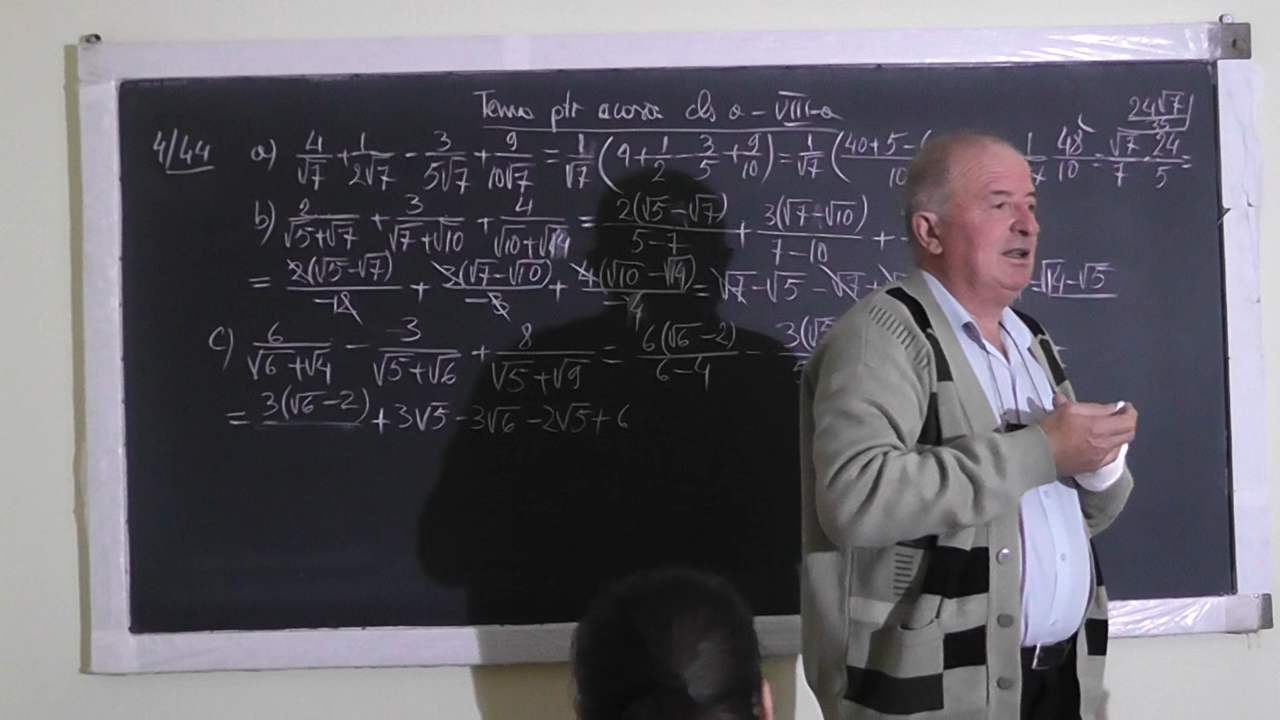 Tema ptr acasa cls a-VIII-a
4/44 a) 4/√7 + 1/2√7 - 3/5√7 + 9/10√7 = 1/√7 (4 + 1/2 - 3/5 + 9/10) = 1/√7 (40+5- /10 48/10 = √7/7 · 24/5 = 24√7/35
b) 2/√5+√7 + 3/√7+√10 + 4/√10+√14 = 2(√5-√7)/5-7 + 3(√7-√10)/7-10 +
= 2(√5-√7)/-2 + 3(√7-√10)/-3 + 4(√10-√14)/-4 = √7-√5-√7+ √14-√5
c) 6/√6+√4 - 3/√5+√6 + 8/√5+√9 = 6(√6-2)/6-4 - 3(√5
= 3(√6-2) + 3√5-3√6-2√5+6